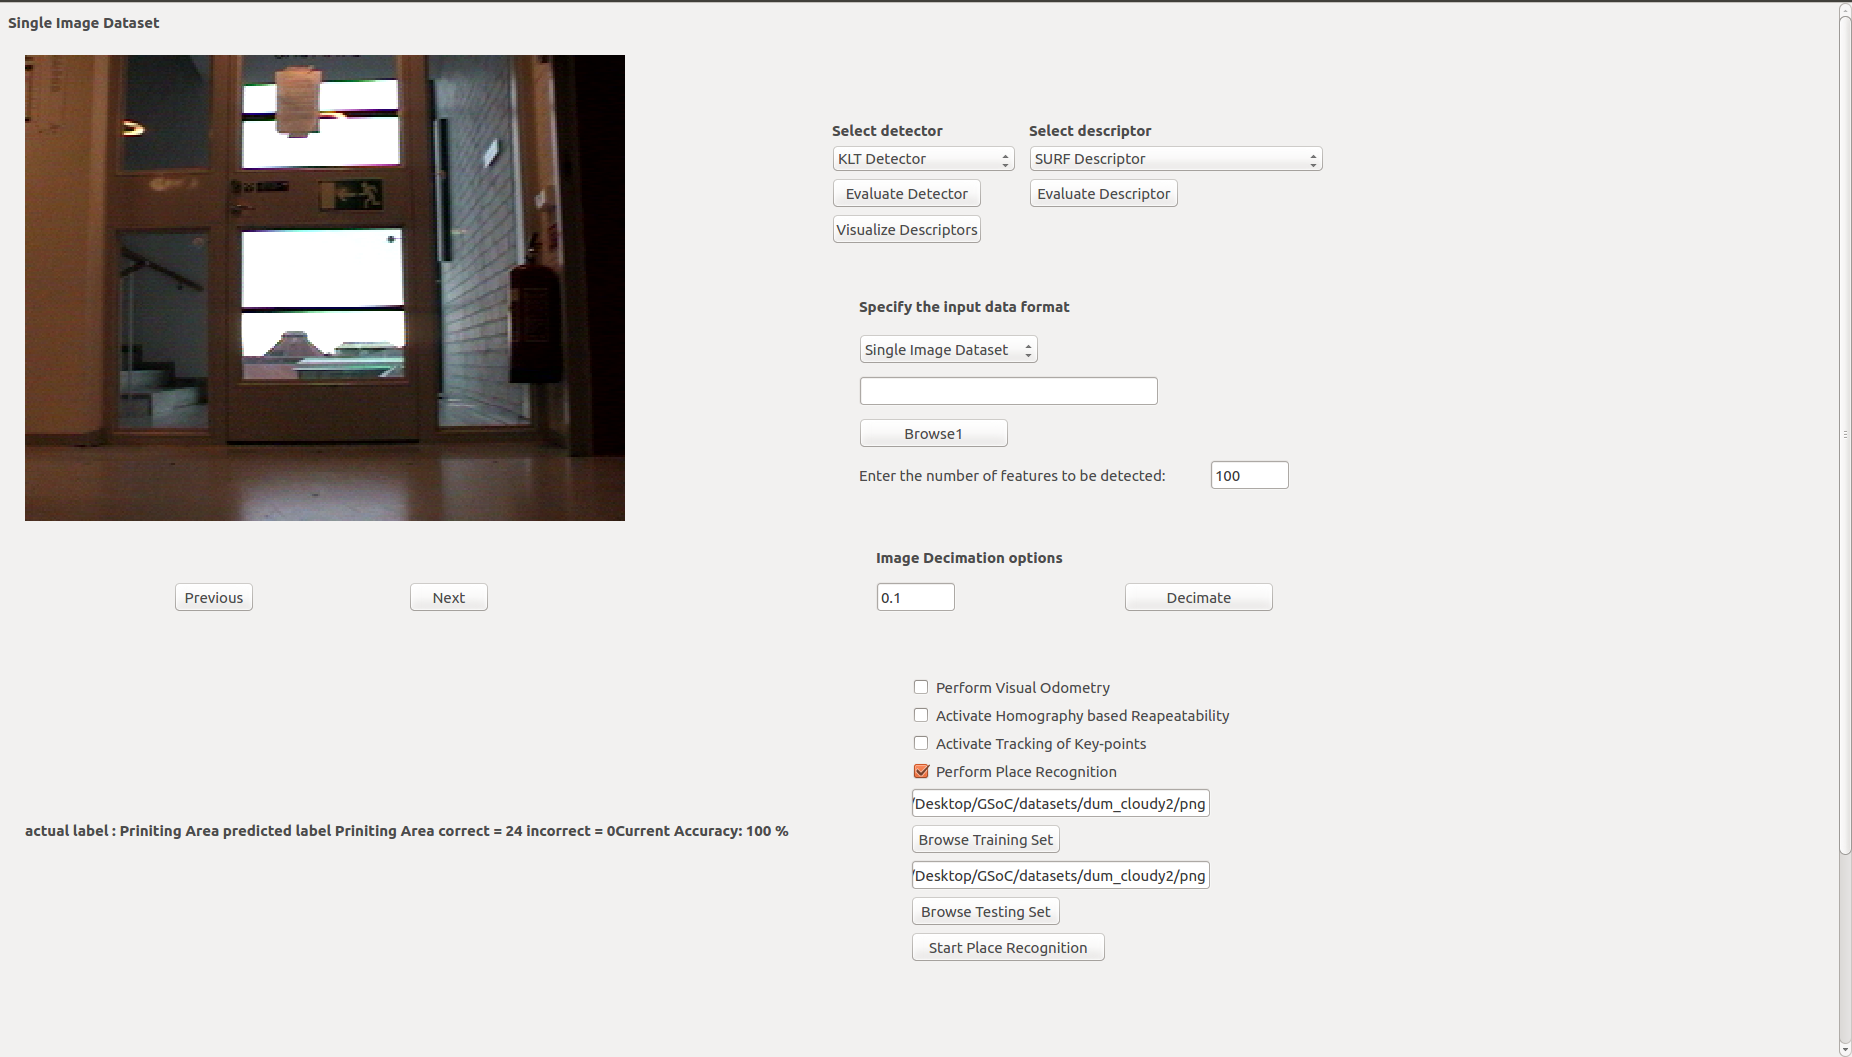 Single Image Dataset
Select detector
Select descriptor
KLT Detector
SURF Descriptor
Evaluate Detector
Evaluate Descriptor
Visualize Descriptors
Specify the input data format
Single Image Dataset
Browse1
Enter the number of features to be detected:
100
Image Decimation options
Previous
Next
0.1
Decimate
Perform Visual Odometry
Activate Homography based Reapeatability
Activate Tracking of Key-points
Perform Place Recognition
/Desktop/GSoC/datasets/dum_cloudy2/png
actual label : Priniting Area predicted label Priniting Area correct = 24 incorrect = 0Current Accuracy: 100 %
Browse Training Set
/Desktop/GSoC/datasets/dum_cloudy2/png
Browse Testing Set
Start Place Recognition